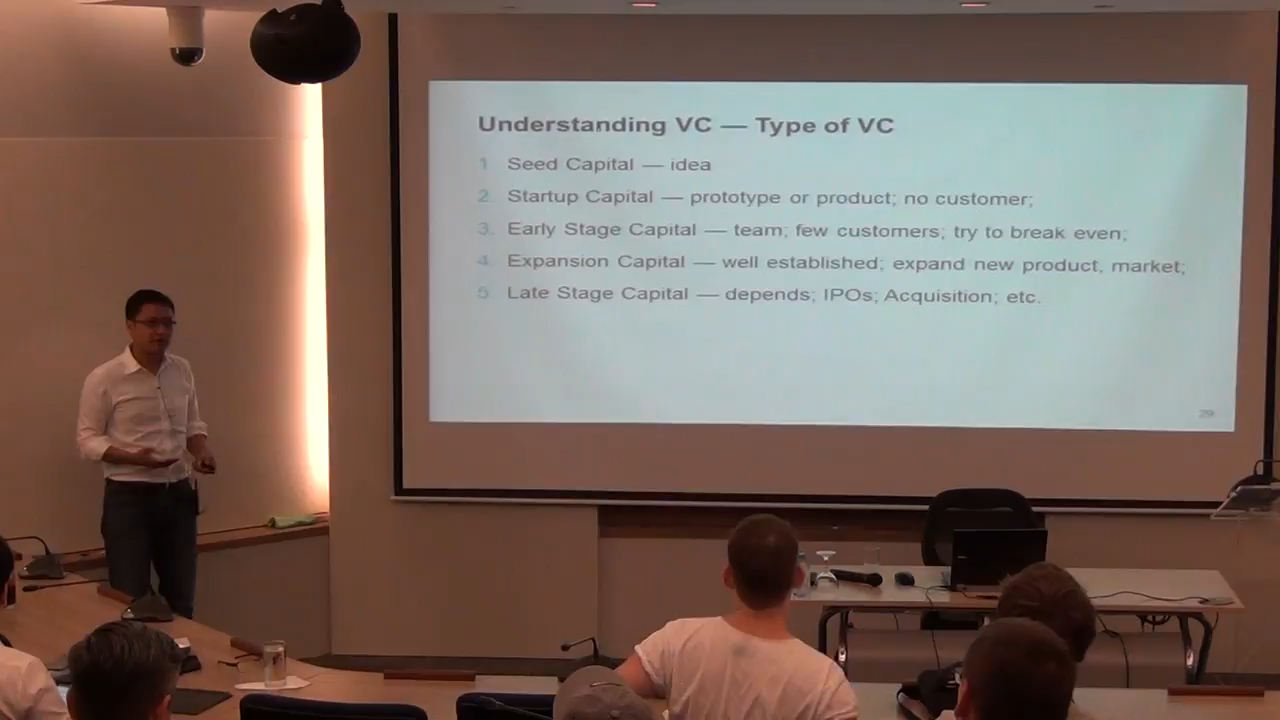 Understanding VC — Type of VC
1. Seed Capital — idea
2. Startup Capital — prototype or product; no customer;
3. Early Stage Capital — team; few customers; try to break even;
4. Expansion Capital — well established; expand new product, market;
5. Late Stage Capital — depends; IPOs; Acquisition; etc.
29